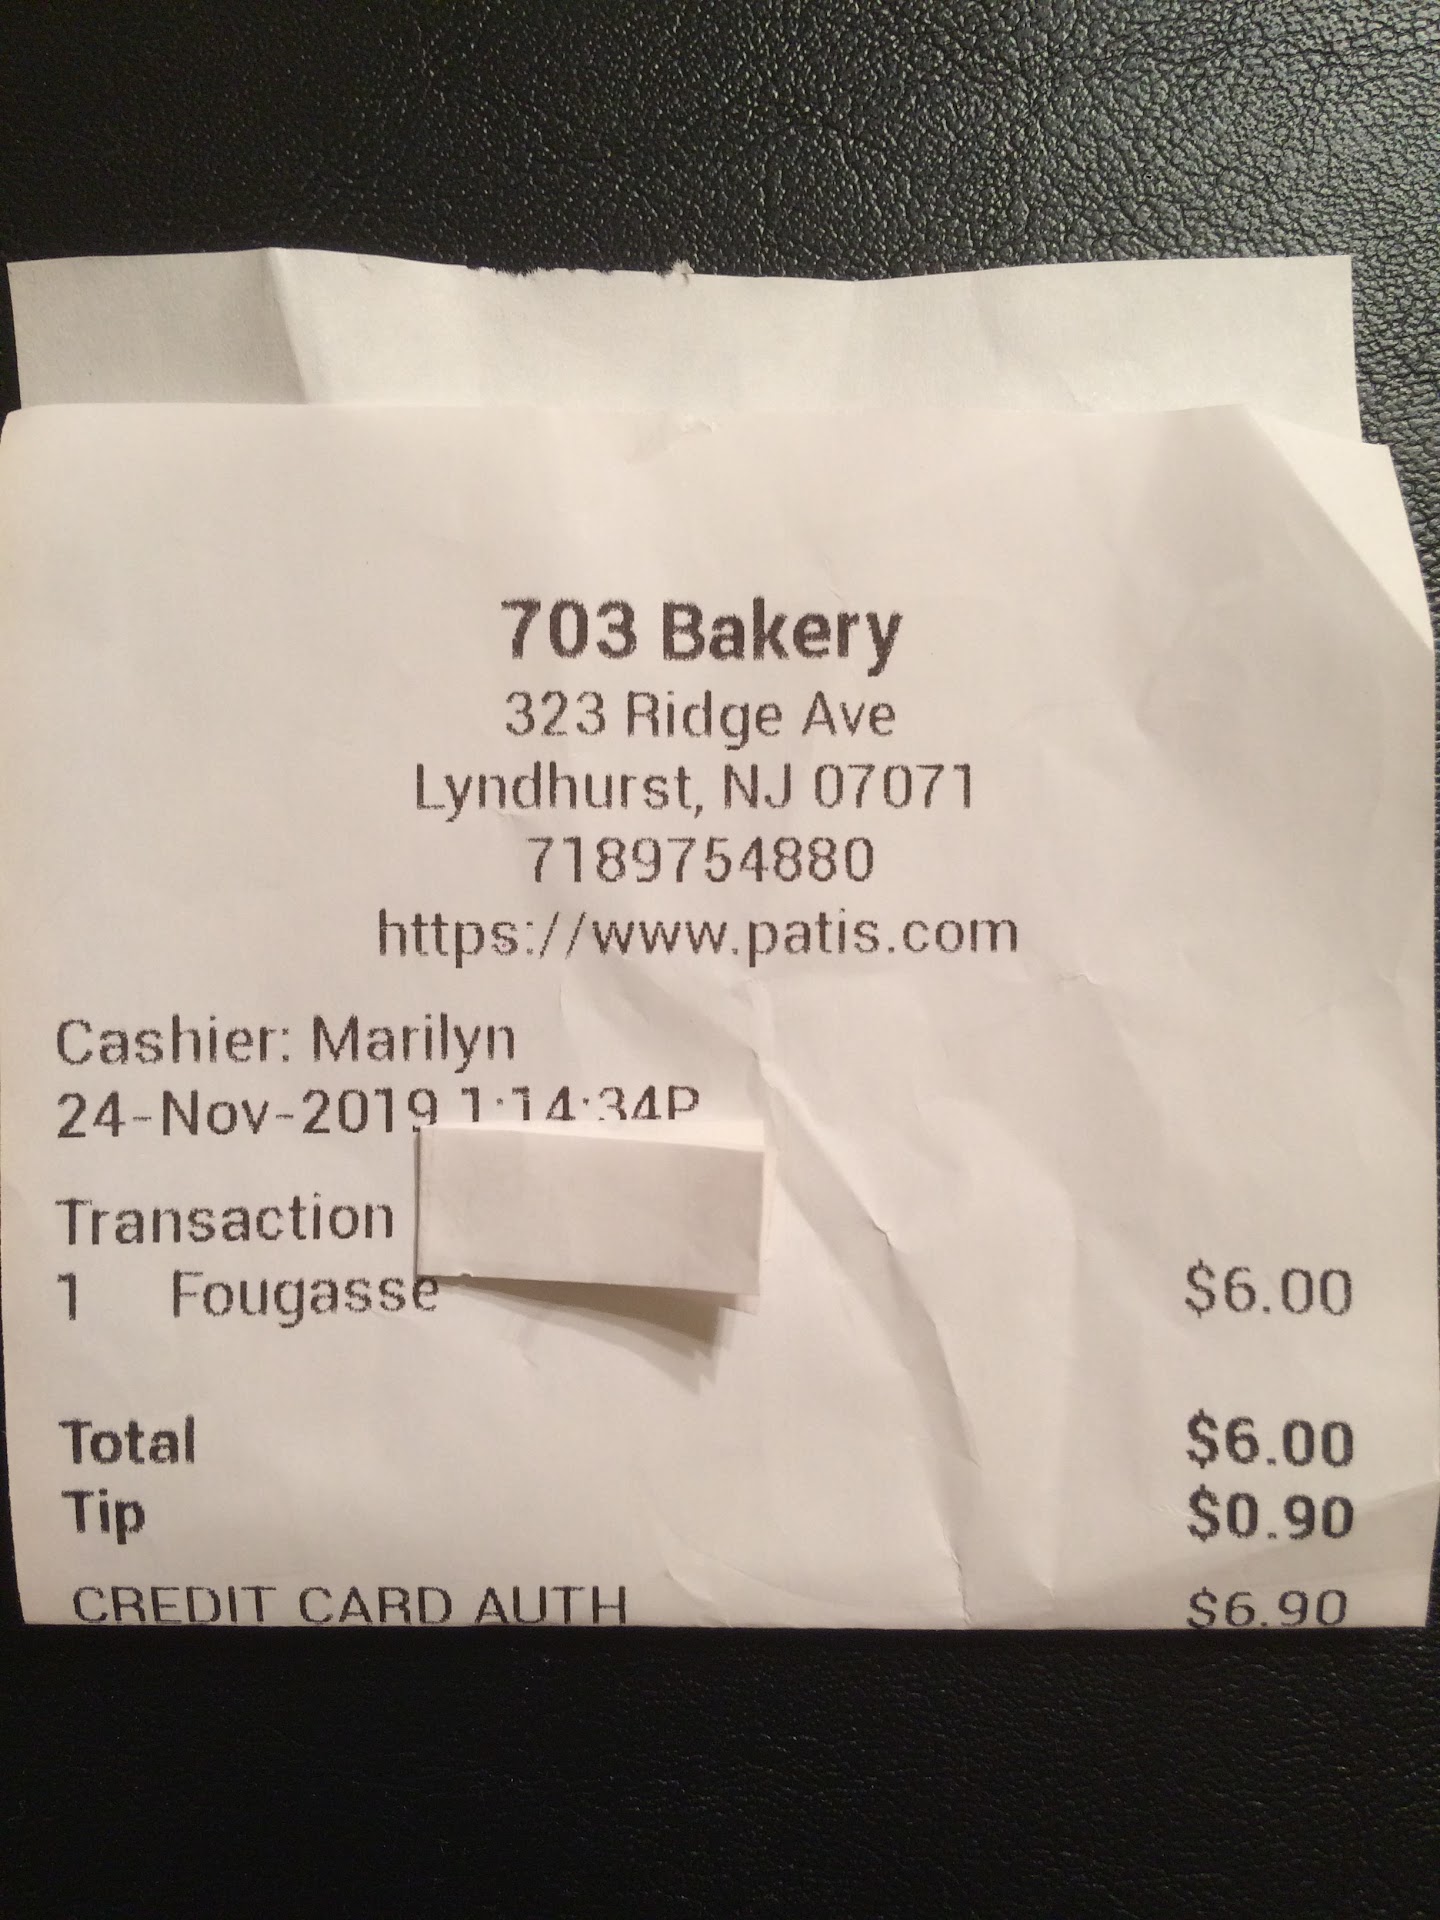 703 Bakery
323 Ridge Ave
Lyndhurst, NJ 07071
7189754880
https://www.patis.com
Cashier: Marilyn
24-Nov-2019 1:14:34P
Transaction
1 Fougasse $6.00
Total $6.00
Tip $0.90
CREDIT CARD AUTH $6.90